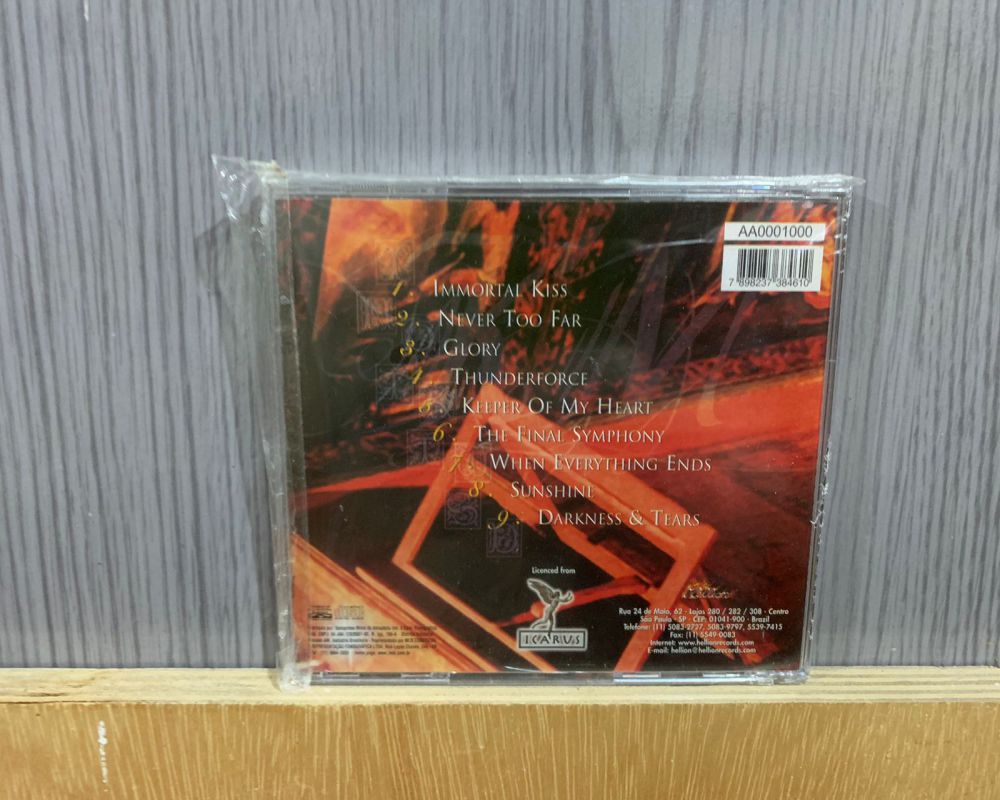 AA0001000
7 898237 384610
1. IMMORTAL KISS
2. NEVER TOO FAR
3. GLORY
4. THUNDERFORCE
5. KEEPER OF MY HEART
6. THE FINAL SYMPHONY
7. WHEN EVERYTHING ENDS
8. SUNSHINE
9. DARKNESS & TEARS
Licenced from
ICARUS
Rua 24 de Maio, 62 - Lojas 280 / 282 / 308 - Centro
São Paulo - SP - CEP: 01041-900 - Brazil
Telefone: (11) 5083-2727, 5083-9797, 5539-7415
Fax: (11) 5549-0083
Internet: www.hellionrecords.com
E-mail: hellion@hellionrecords.com